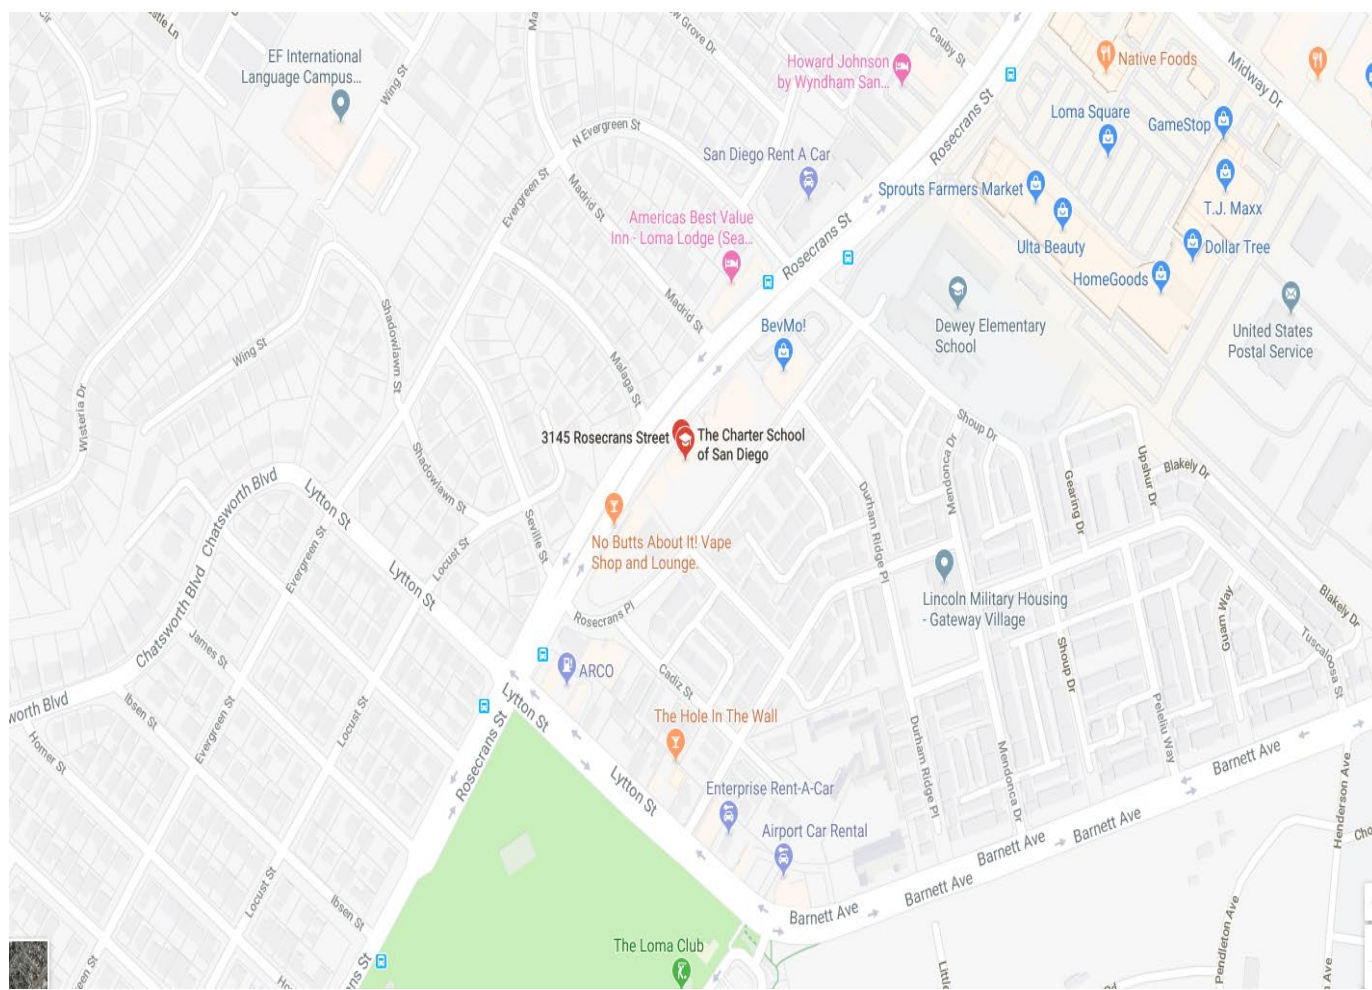 EF International
Language Campus...
Wing St
N Evergreen St
Evergreen St
Madrid St
Howard Johnson
by Wyndham San...
Cauby St
Rosecrans St
Native Foods
Midway Dr
Loma Square
GameStop
San Diego Rent A Car
Sprouts Farmers Market
T.J. Maxx
Ulta Beauty
Dollar Tree
HomeGoods
Americas Best Value
Inn - Loma Lodge (Sea...
Rosecrans St
Madrid St
BevMo!
Dewey Elementary
School
United States
Postal Service
Shadowlawn St
Wing St
Malaga St
Wisteria Dr
3145 Rosecrans Street
The Charter School
of San Diego
Shoup Dr
Mendonca Dr
Gearing Dr
Upshur Dr
Blakely Dr
Shadowlawn St
Chatsworth Blvd
Lytton St
Seville St
Durham Ridge Pl
Evergreen St
Locust St
No Butts About It! Vape
Shop and Lounge.
Lytton St
Chatsworth Blvd
Rosecrans Pl
Lincoln Military Housing
- Gateway Village
Guam Way
Blakely Dr
Tuscaloosa St
James St
ARCO
Cadiz St
Shoup Dr
worth Blvd
Ibsen St
Evergreen St
Locust St
Lytton St
Peleliu Way
Homer St
Rosecrans St
The Hole In The Wall
Durham Ridge Pl
Mendonca Dr
Barnett Ave
Henderson Ave
Lytton St
Enterprise Rent-A-Car
Airport Car Rental
Barnett Ave
Barnett Ave
Barnett Ave
Barnett Ave
Locust St
Ibsen St
Pendleton Ave
The Loma Club